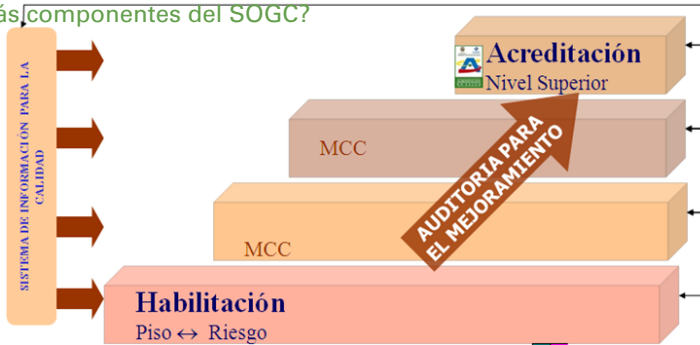 ás componentes del SOGC?
SISTEMA DE INFORMACIÓN PARA LA
CALIDAD
Acreditación
Nivel Superior
MCC
AUDITORIA PARA
EL MEJORAMIENTO
MCC
Habilitación
Piso ↔ Riesgo